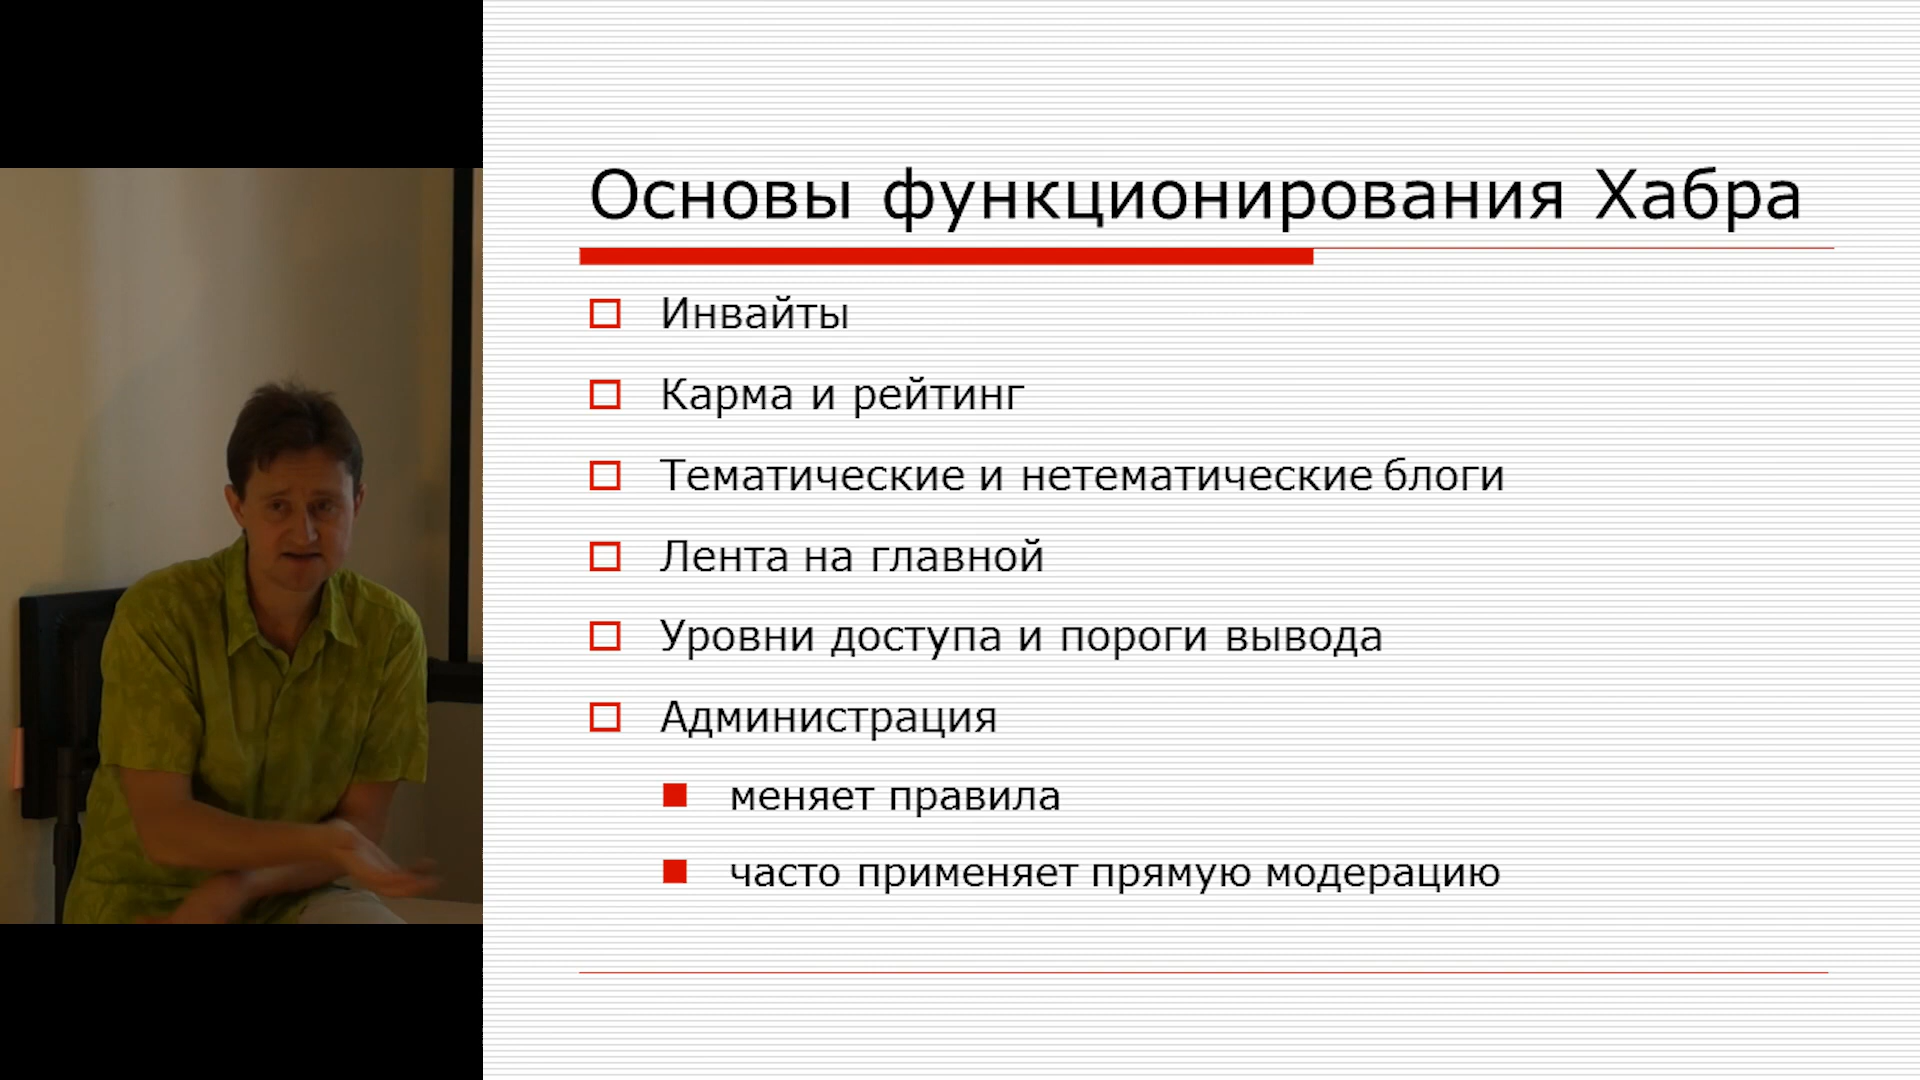 Основы функционирования Хабра
Инвайты
Карма и рейтинг
Тематические и нетематические блоги
Лента на главной
Уровни доступа и пороги вывода
Администрация
меняет правила
часто применяет прямую модерацию